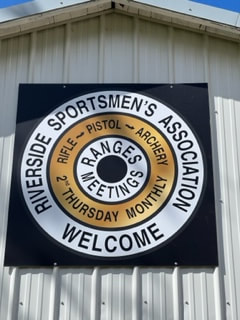 RIVERSIDE SPORTSMEN'S ASSOCIATION
WELCOME
RIFLE ~ PISTOL ~ ARCHERY
2ND THURSDAY MONTHLY
RANGES
MEETINGS